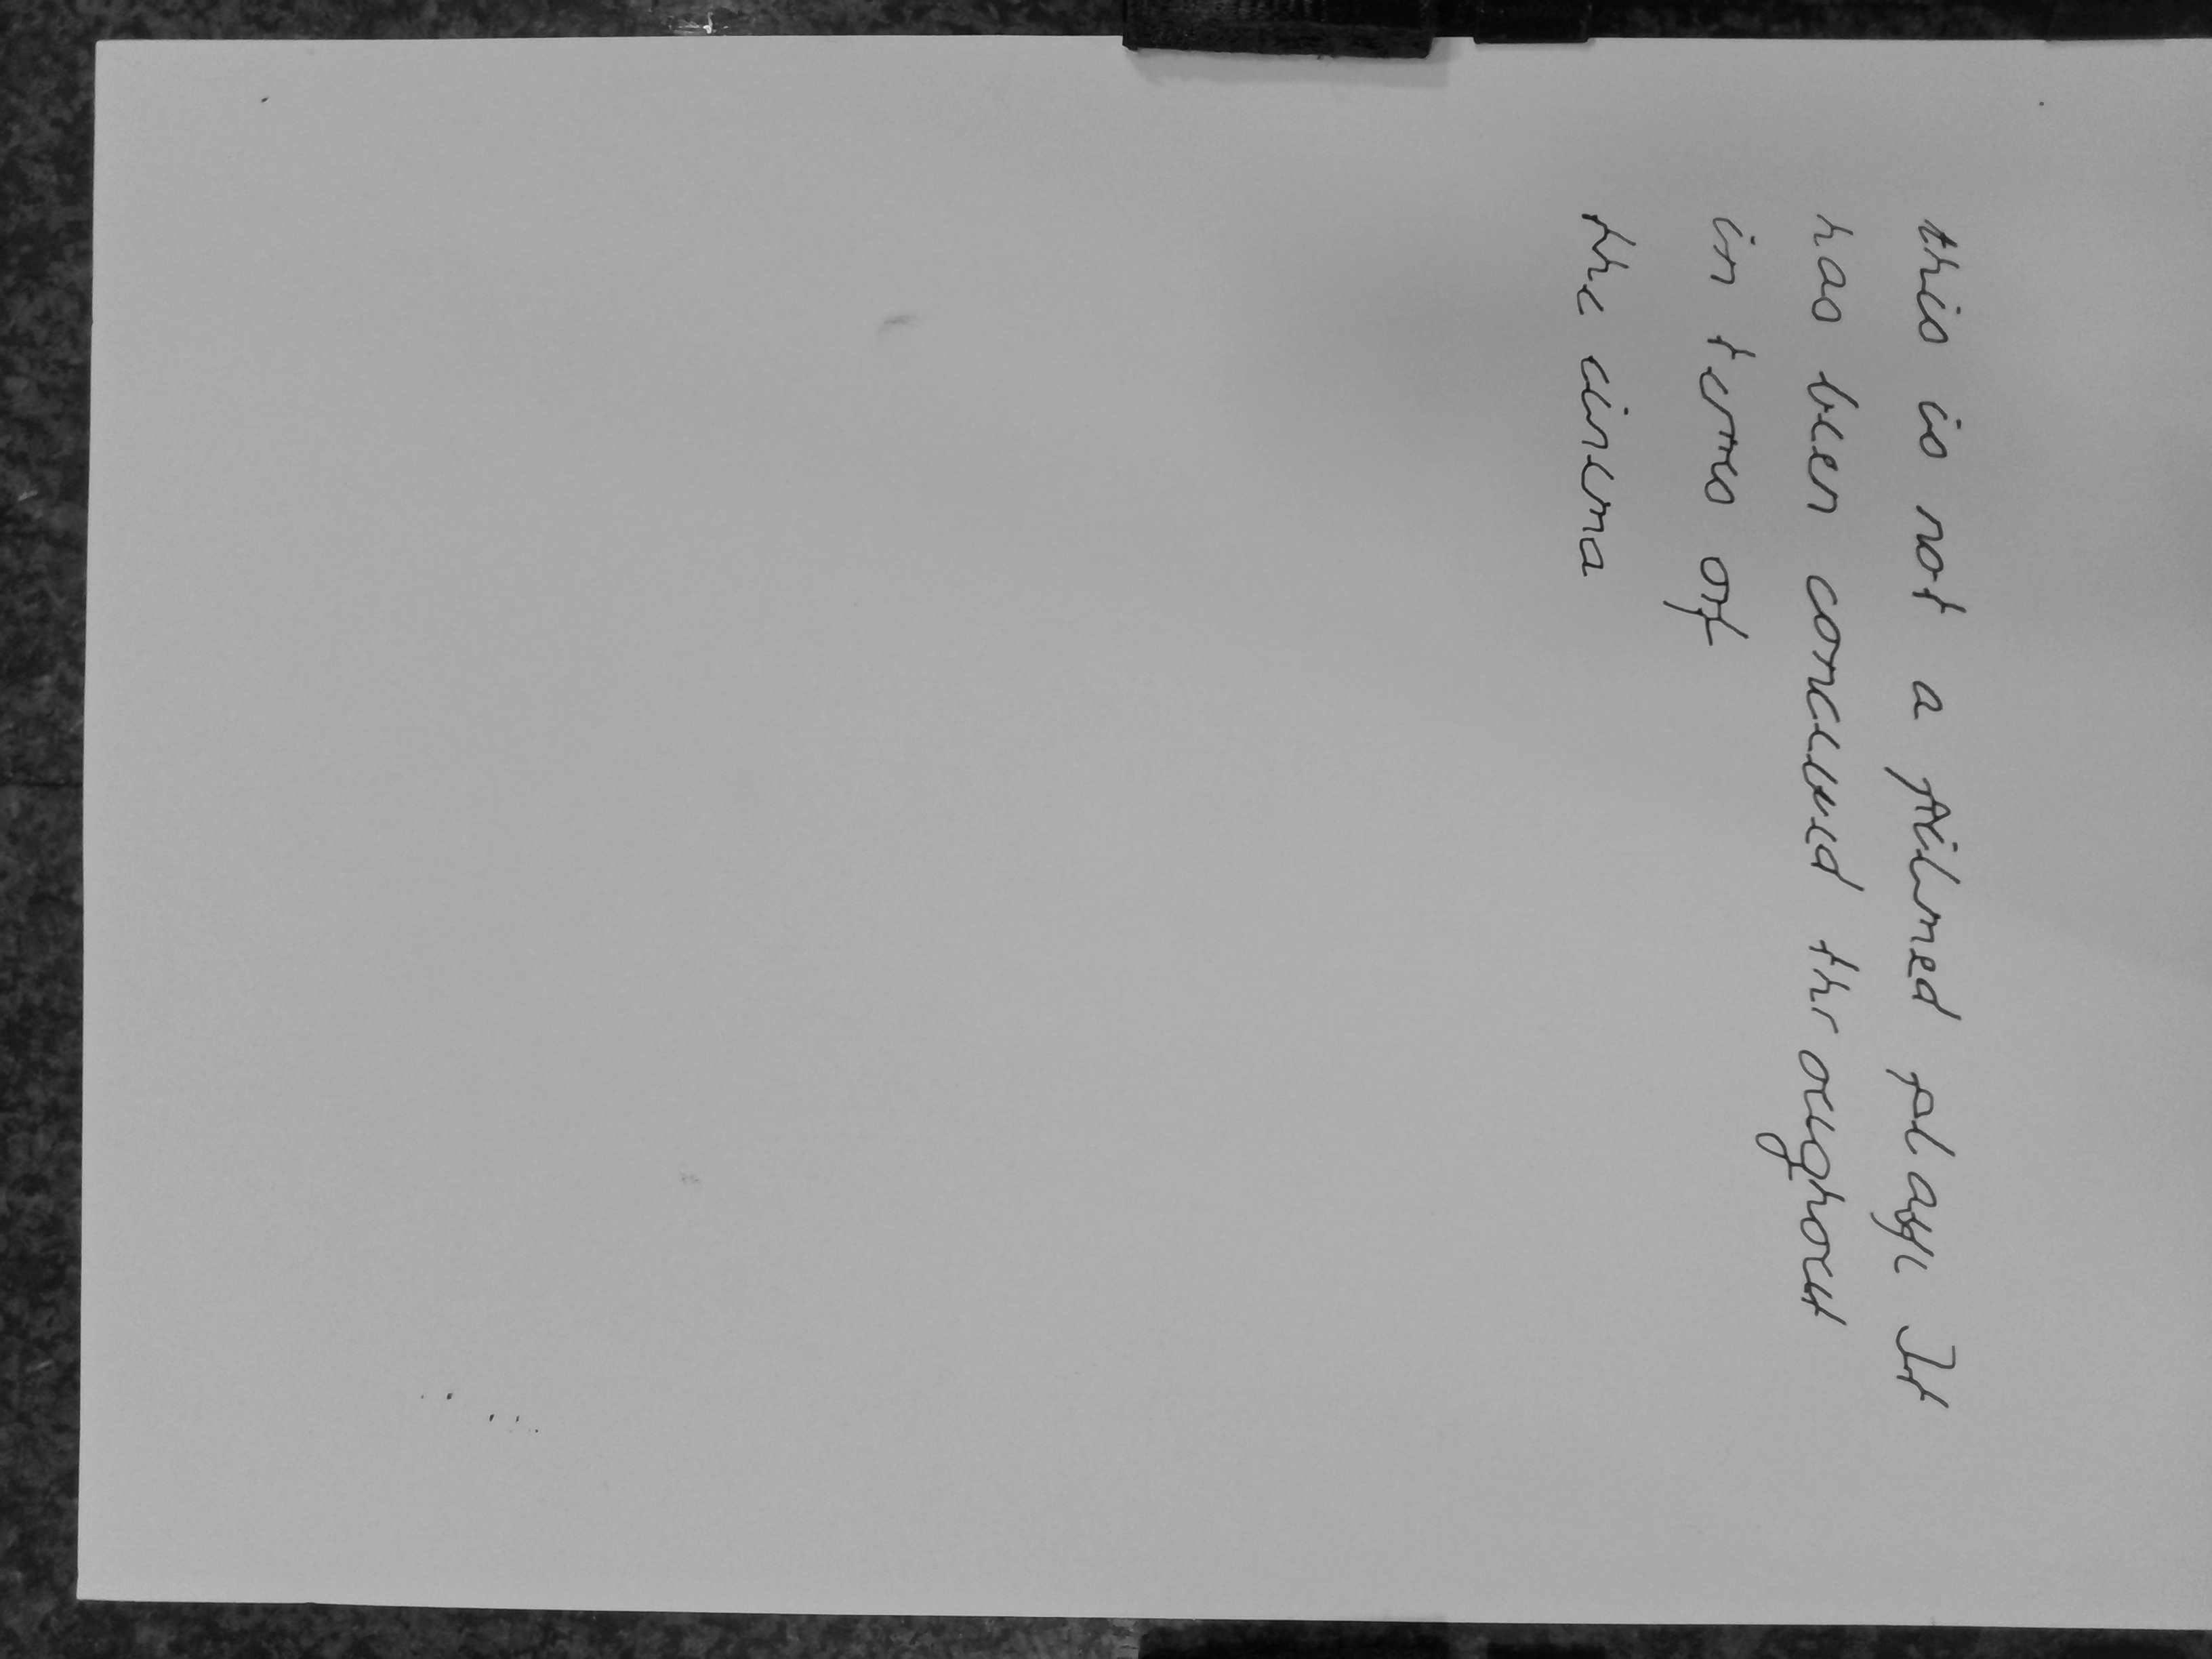 this is not a filmed play. It
has been conceived throughout
in terms of
the cinema